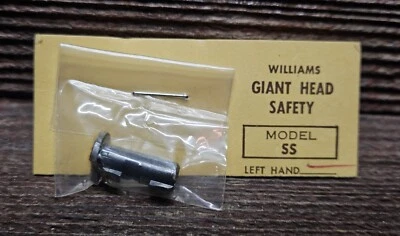 WILLIAMS
GIANT HEAD
SAFETY
MODEL
SS
LEFT HAND